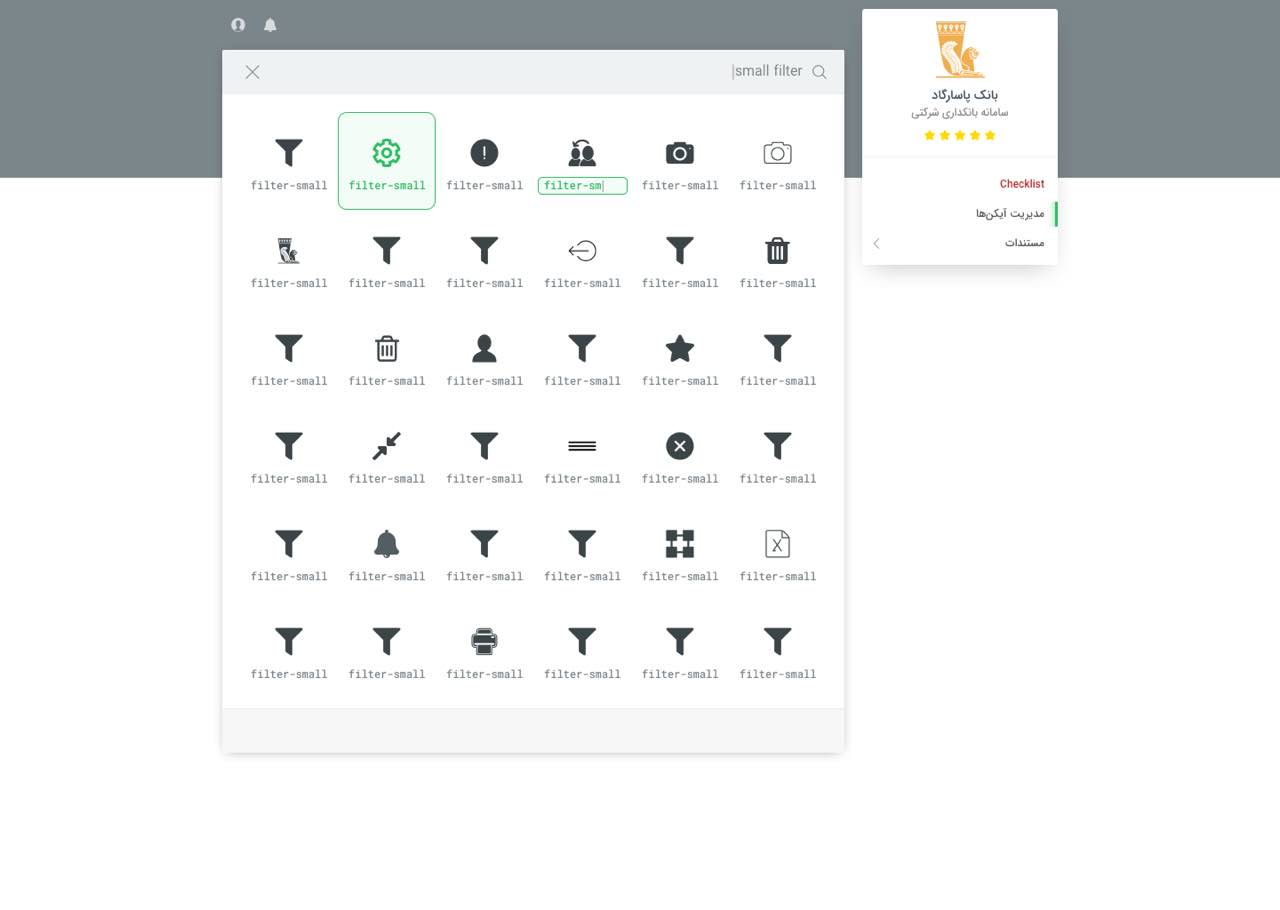 small filter
filter-small filter-small filter-small filter-sm filter-small filter-small
filter-small filter-small filter-small filter-small filter-small filter-small
filter-small filter-small filter-small filter-small filter-small filter-small
filter-small filter-small filter-small filter-small filter-small filter-small
filter-small filter-small filter-small filter-small filter-small filter-small
filter-small filter-small filter-small filter-small filter-small filter-small
بانک پاسارگاد
سامانه بانکداری شرکتی
Checklist
مدیریت آیکن‌ها
مستندات